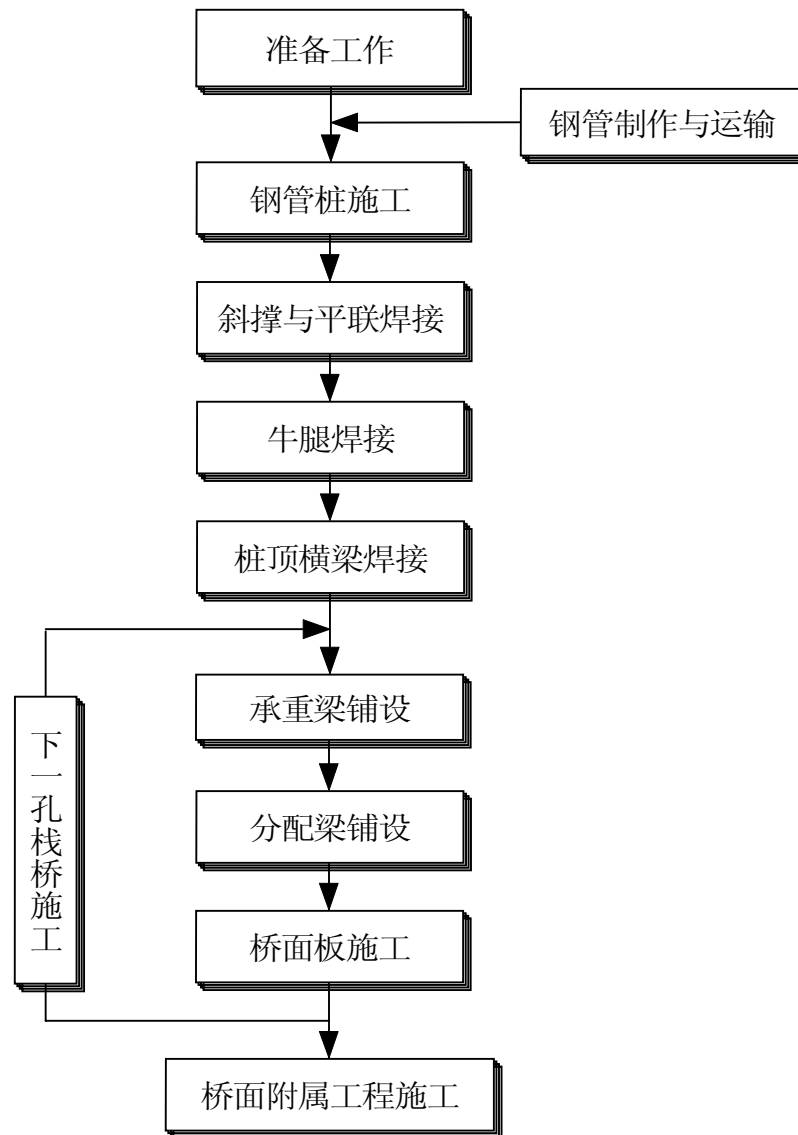 准备工作
钢管制作与运输
钢管桩施工
斜撑与平联焊接
牛腿焊接
桩顶横梁焊接
承重梁铺设
下一孔栈桥施工
分配梁铺设
桥面板施工
桥面附属工程施工